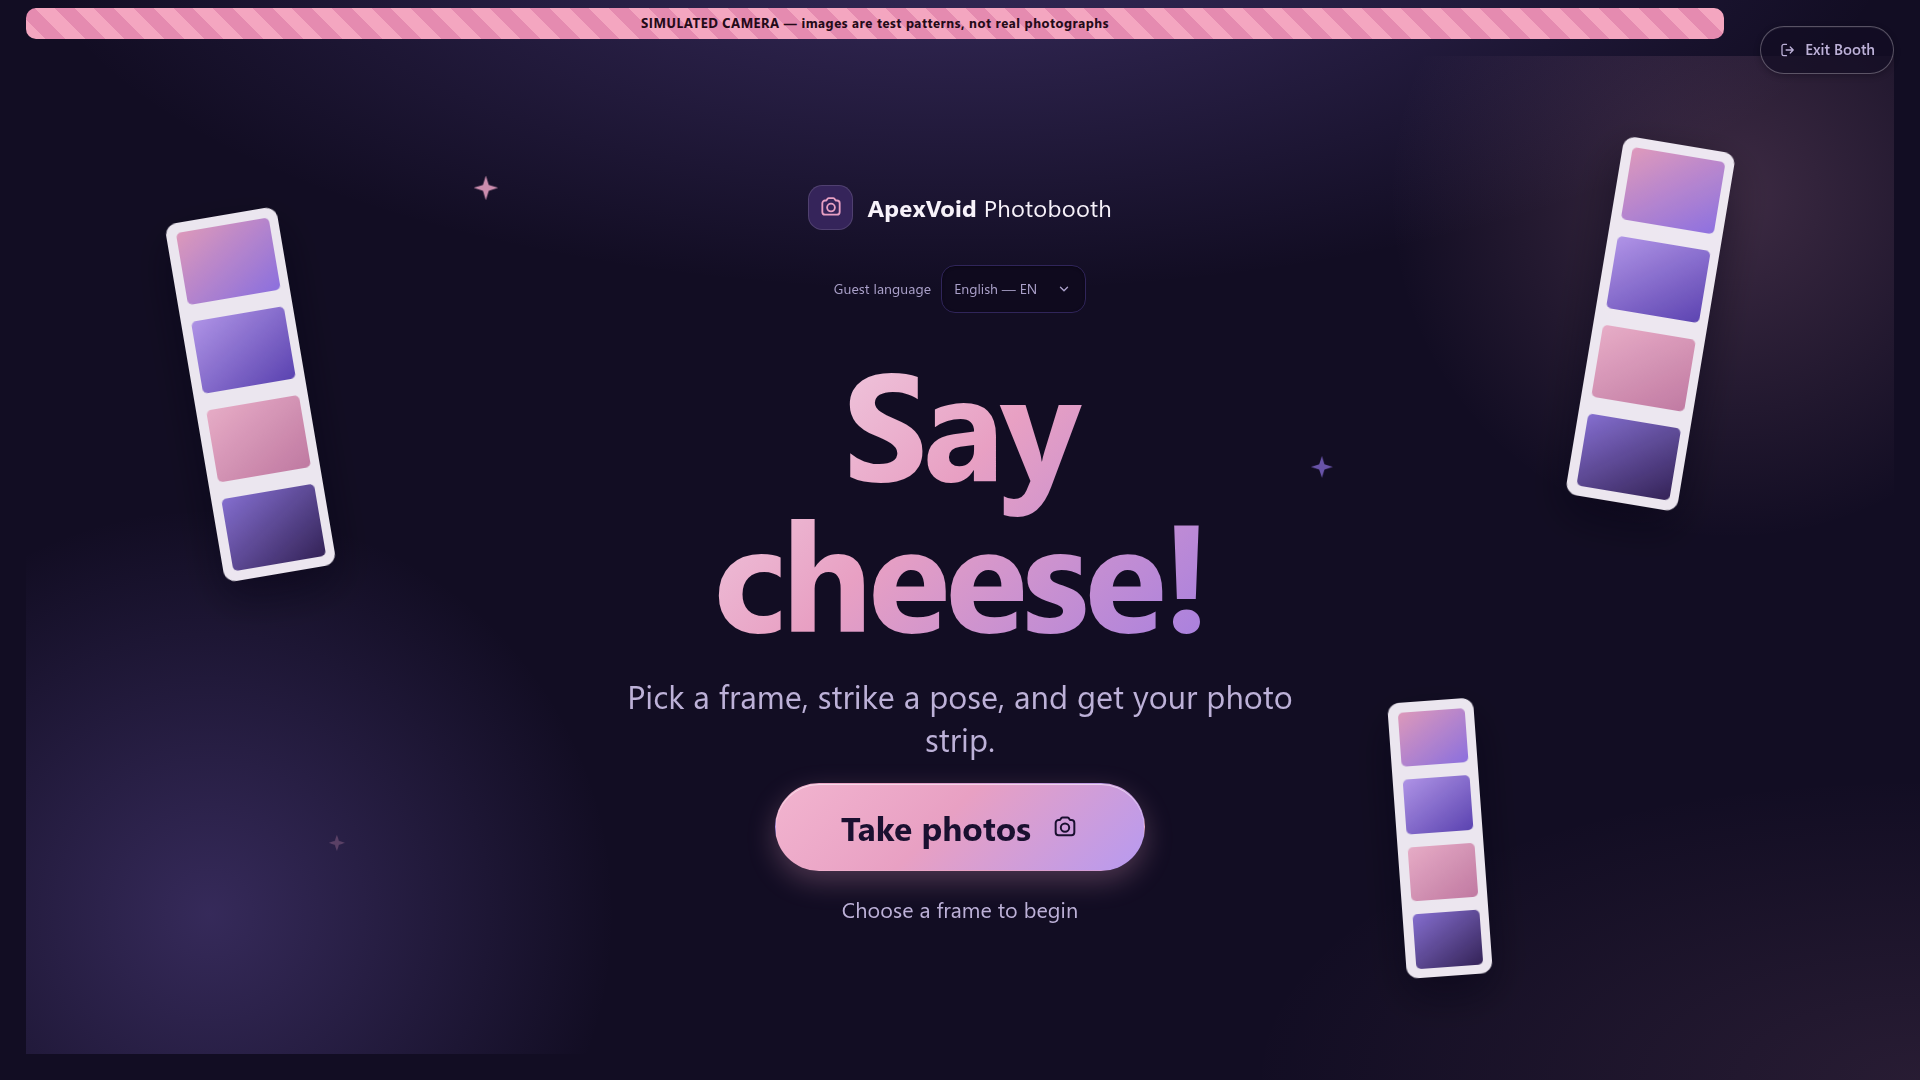 SIMULATED CAMERA — images are test patterns, not real photographs
Exit Booth
ApexVoid Photobooth
Guest language
English — EN
Say
cheese!
Pick a frame, strike a pose, and get your photo
strip.
Take photos
Choose a frame to begin